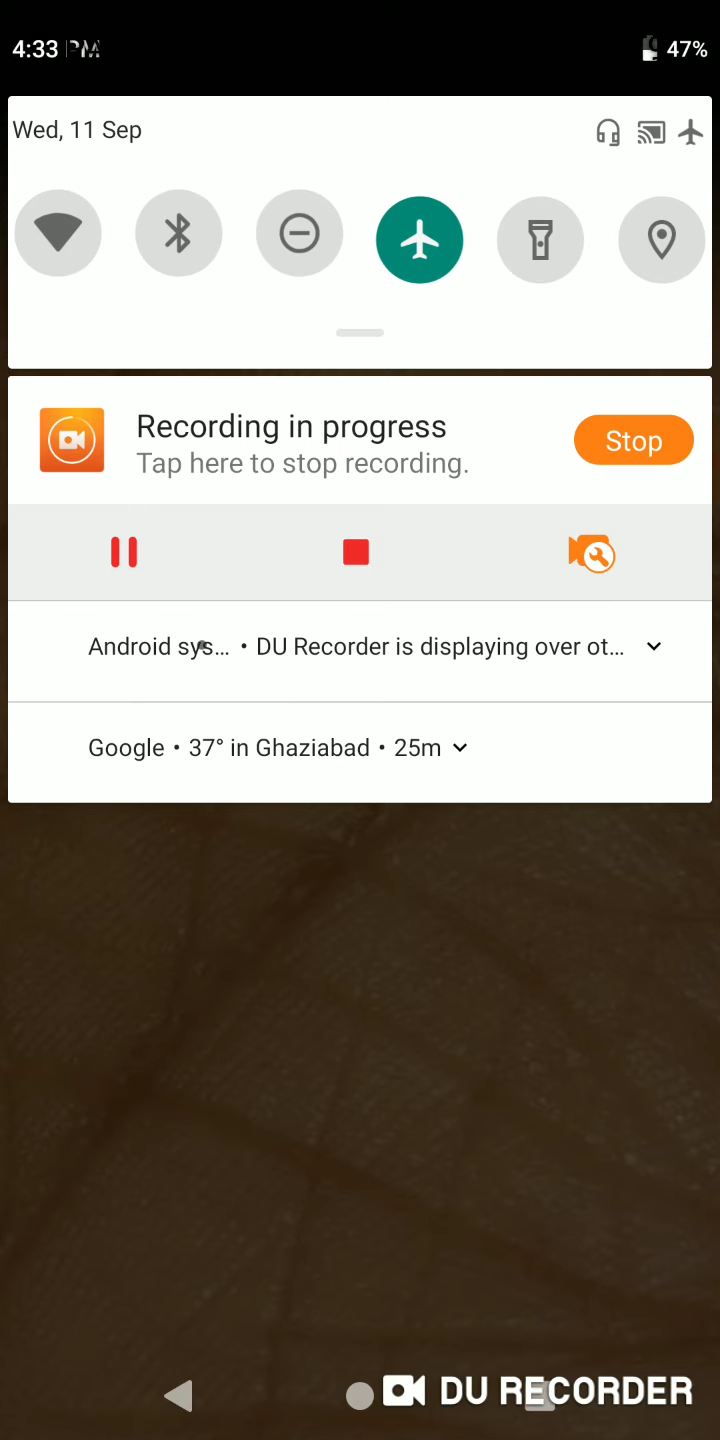 4:33 PM 47%
Wed, 11 Sep
Recording in progress
Tap here to stop recording.
Stop
Android sys... • DU Recorder is displaying over ot...
Google • 37° in Ghaziabad • 25m
DU RECORDER